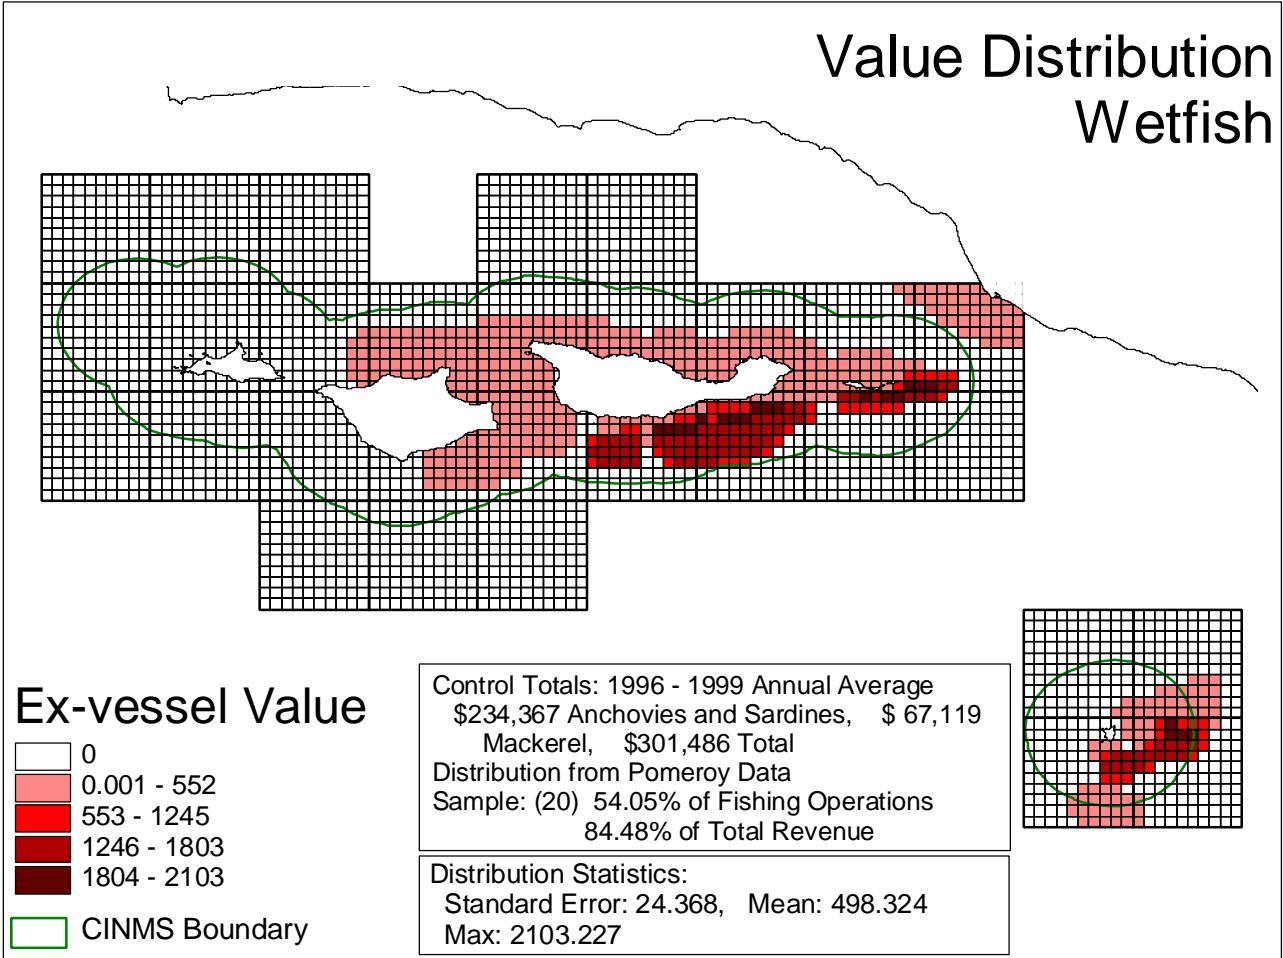 Value Distribution
Wetfish
Ex-vessel Value
0
0.001 - 552
553 - 1245
1246 - 1803
1804 - 2103
CINMS Boundary
Control Totals: 1996 - 1999 Annual Average
$234,367 Anchovies and Sardines, $ 67,119
Mackerel, $301,486 Total
Distribution from Pomeroy Data
Sample: (20) 54.05% of Fishing Operations
84.48% of Total Revenue
Distribution Statistics:
Standard Error: 24.368, Mean: 498.324
Max: 2103.227